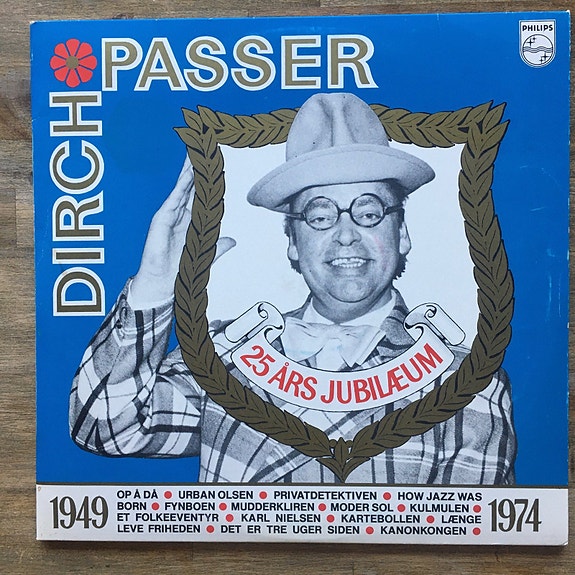 DIRCH PASSER
PHILIPS
25 ÅRS JUBILÆUM
1949
OP Å DÅ • URBAN OLSEN • PRIVATDETEKTIVEN • HOW JAZZ WAS
BORN • FYNBOEN • MUDDERKLIREN • MODER SOL • KULMULEN •
ET FOLKEEVENTYR • KARL NIELSEN • KARTEBOLLEN • LÆNGE
LEVE FRIHEDEN • DET ER TRE UGER SIDEN • KANONKONGEN •
1974